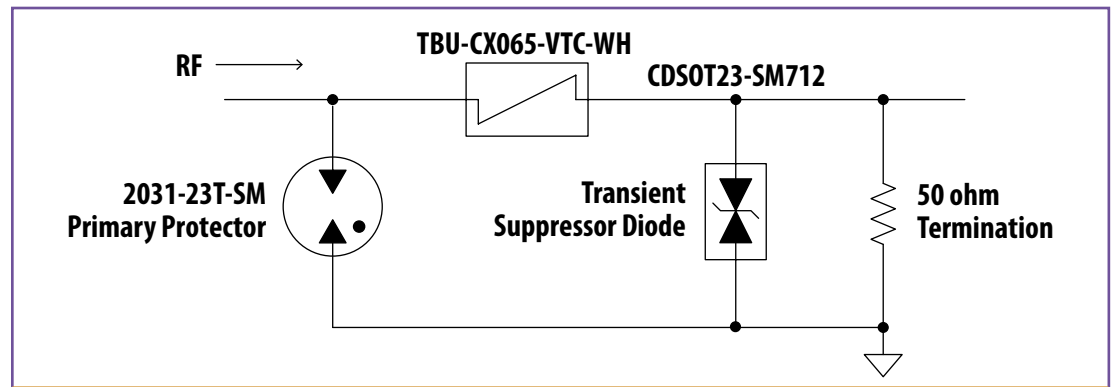 TBU-CX065-VTC-WH
RF
CDSOT23-SM712
2031-23T-SM
Primary Protector
Transient
Suppressor Diode
50 ohm
Termination